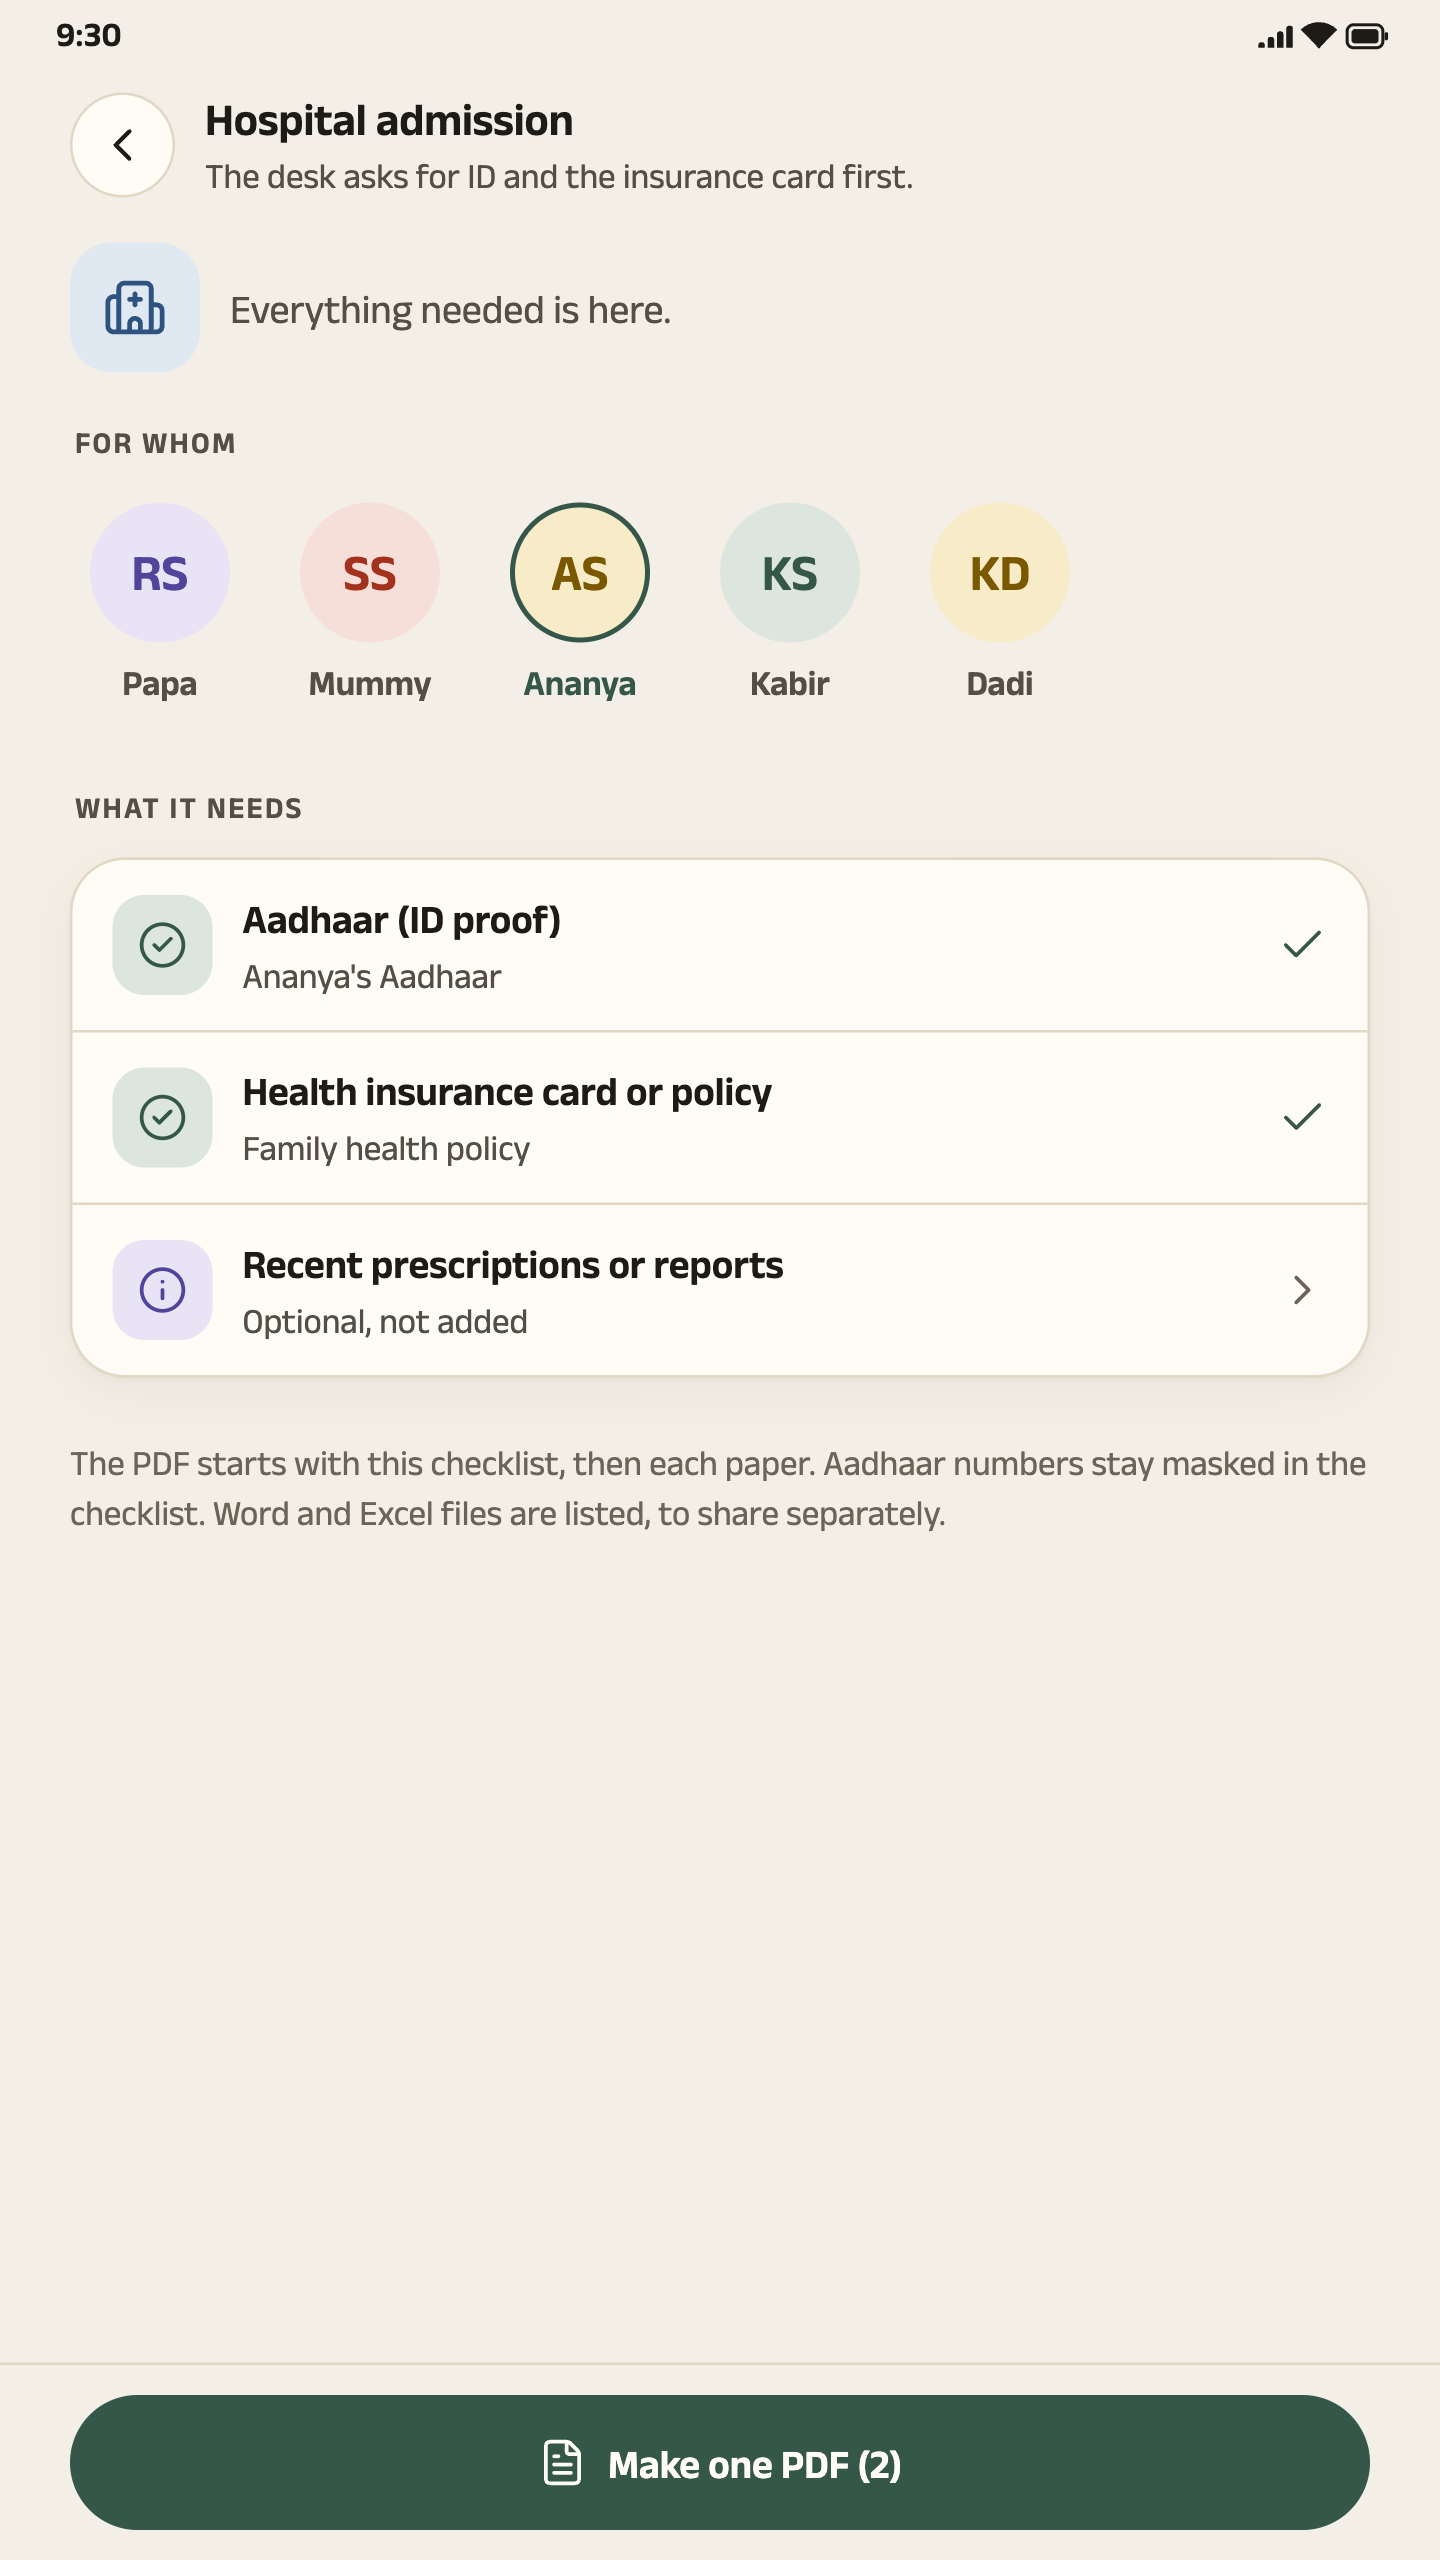 9:30
Hospital admission
The desk asks for ID and the insurance card first.
Everything needed is here.
FOR WHOM
RS SS AS KS KD
Papa Mummy Ananya Kabir Dadi
WHAT IT NEEDS
Aadhaar (ID proof)
Ananya's Aadhaar
Health insurance card or policy
Family health policy
Recent prescriptions or reports
Optional, not added
The PDF starts with this checklist, then each paper. Aadhaar numbers stay masked in the
checklist. Word and Excel files are listed, to share separately.
Make one PDF (2)